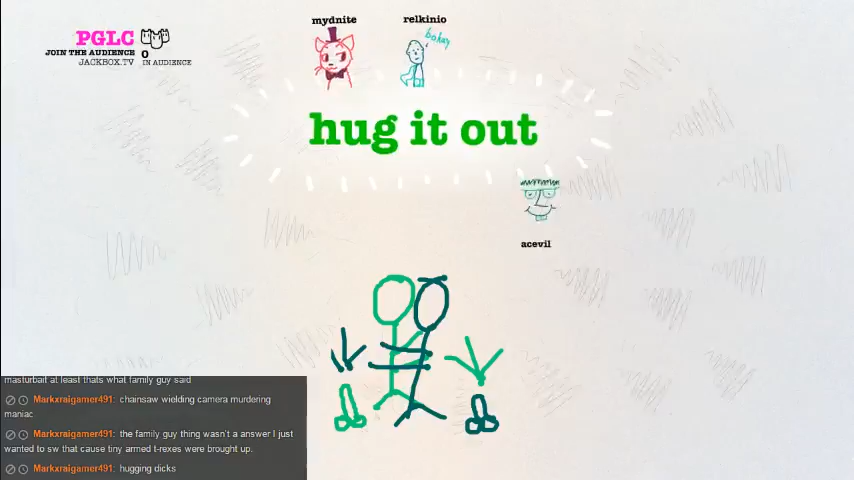 mydnite
relkinio
bokay
PGLC
JOIN THE AUDIENCE
JACKBOX.TV
0
IN AUDIENCE
hug it out
acevil
masturbait at least thats what family guy said
Markxraigamer491: chainsaw wielding camera murdering
maniac
Markxraigamer491: the family guy thing wasn't a answer I just
wanted to sw that cause tiny armed t-rexes were brought up.
Markxraigamer491: hugging dicks